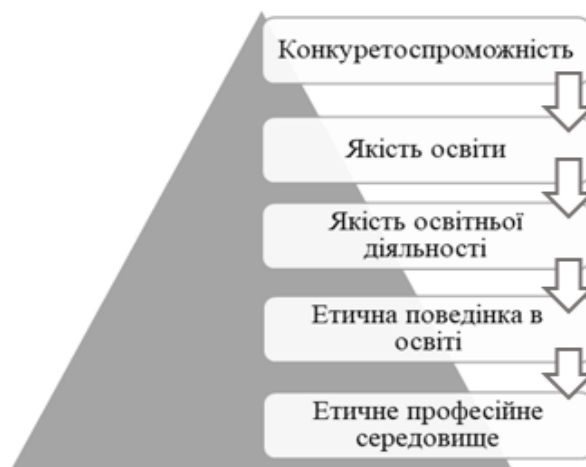 Конкуретоспроможність
Якість освіти
Якість освітньої
діяльності
Етична поведінка в
освіті
Етичне професійне
середовище